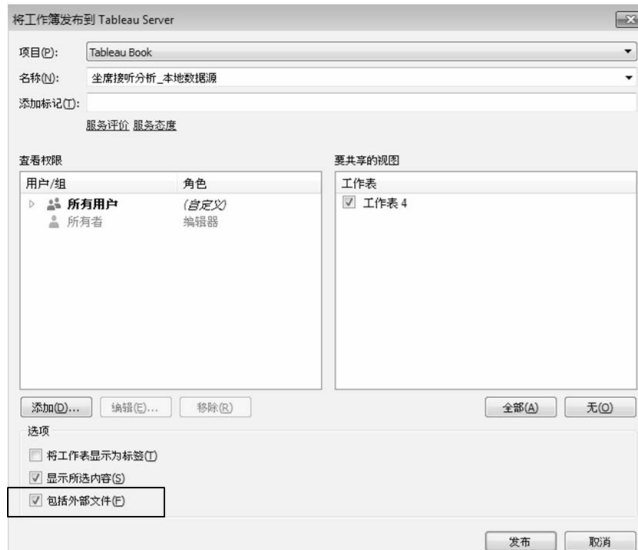 将工作簿发布到 Tableau Server
项目(P): Tableau Book
名称(N): 坐席接听分析_本地数据源
添加标记(T):
服务评价 服务态度
查看权限
用户/组 角色
所有用户 (自定义)
所有者 编辑器
添加(D)... 编辑(E)... 移除(R)
要共享的视图
工作表
工作表 4
全部(A) 无(O)
选项
将工作表显示为标签(T)
显示所选内容(S)
包括外部文件(F)
发布 取消